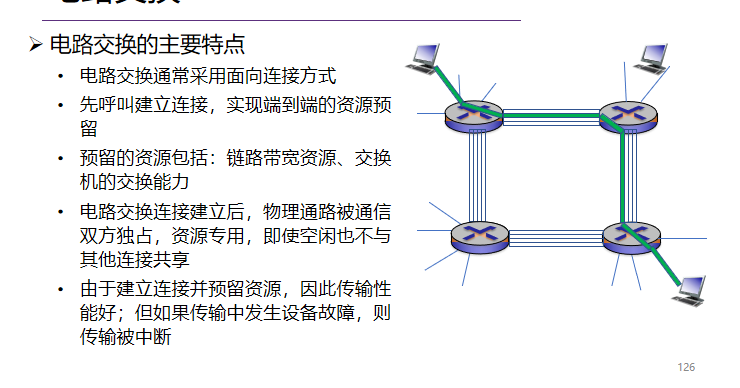 电路交换的主要特点
电路交换通常采用面向连接方式
先呼叫建立连接，实现端到端的资源预
留
预留的资源包括：链路带宽资源、交换
机的交换能力
电路交换连接建立后，物理通路被通信
双方独占，资源专用，即使空闲也不与
其他连接共享
由于建立连接并预留资源，因此传输性
能好；但如果传输中发生设备故障，则
传输被中断
126